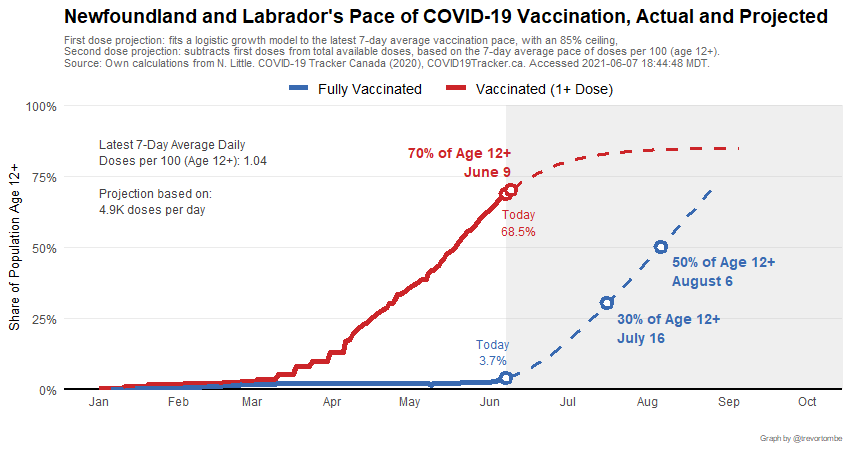 Newfoundland and Labrador's Pace of COVID-19 Vaccination, Actual and Projected
First dose projection: fits a logistic growth model to the latest 7-day average vaccination pace, with an 85% ceiling,
Second dose projection: subtracts first doses from total available doses, based on the 7-day average pace of doses per 100 (age 12+).
Source: Own calculations from N. Little. COVID-19 Tracker Canada (2020), COVID19Tracker.ca. Accessed 2021-06-07 18:44:48 MDT.
Fully Vaccinated
Vaccinated (1+ Dose)
Share of Population Age 12+
100%
75%
50%
25%
0%
Latest 7-Day Average Daily
Doses per 100 (Age 12+): 1.04
Projection based on:
4.9K doses per day
70% of Age 12+
June 9
Today
68.5%
50% of Age 12+
August 6
30% of Age 12+
July 16
Today
3.7%
Jan
Feb
Mar
Apr
May
Jun
Jul
Aug
Sep
Oct
Graph by @trevortombe